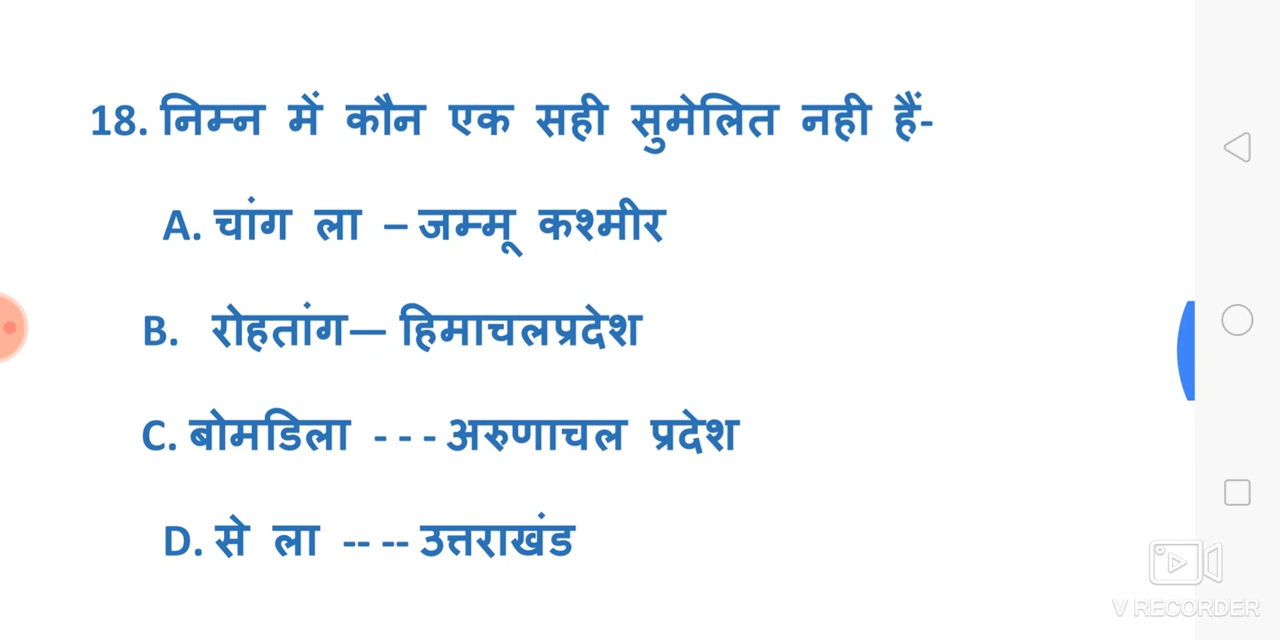 18. निम्न में कौन एक सही सुमेलित नही हैं-
A. चांग ला – जम्मू कश्मीर
B. रोहतांग— हिमाचलप्रदेश
C. बोमडिला - - - अरुणाचल प्रदेश
D. से ला -- -- उत्तराखंड
V RECORDER